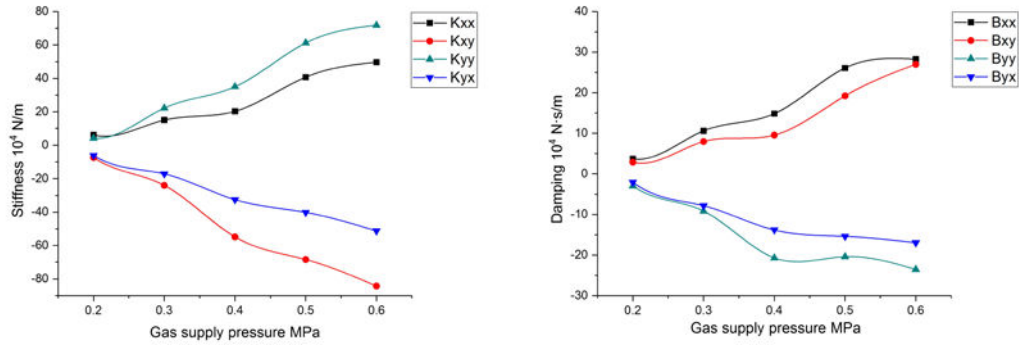 80
60
40
20
0
-20
-40
-60
-80
Stiffness 10⁴ N/m
0.2 0.3 0.4 0.5 0.6
Gas supply pressure MPa
Kxx
Kxy
Kyy
Kyx
40
30
20
10
0
-10
-20
-30
Damping 10⁴ N·s/m
0.2 0.3 0.4 0.5 0.6
Gas supply pressure MPa
Bxx
Bxy
Byy
Byx